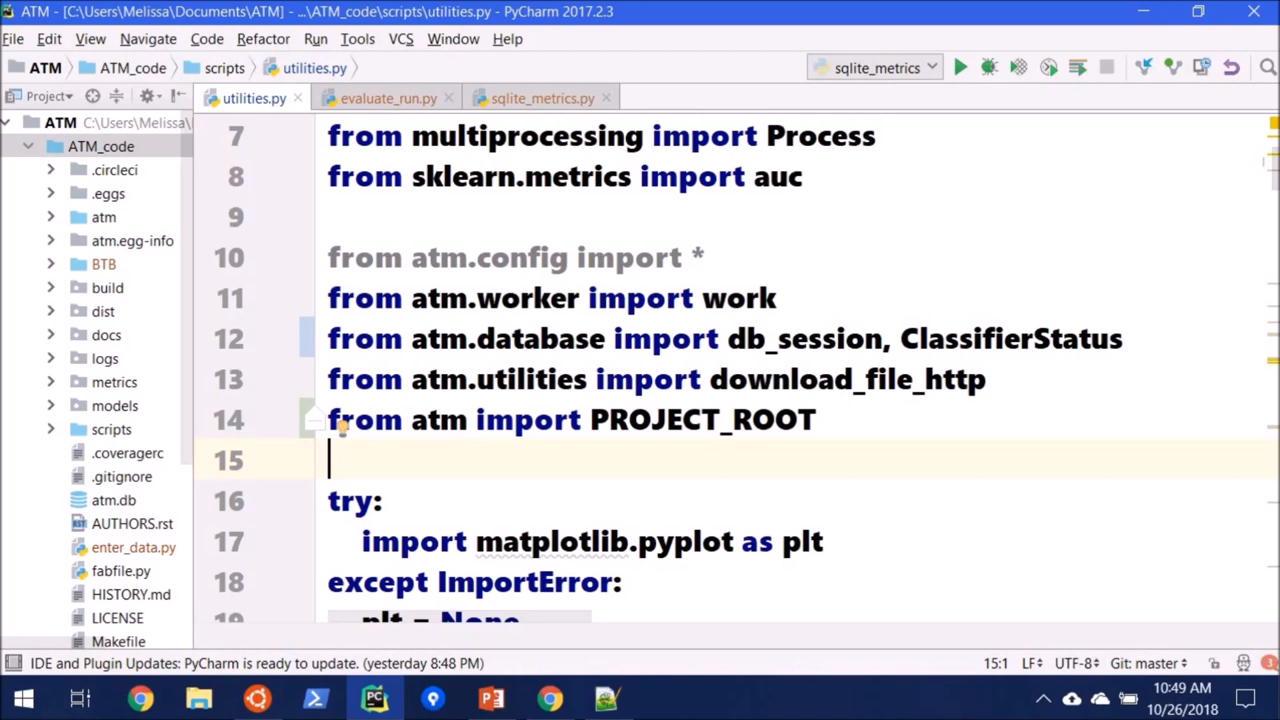 ATM - [C:\Users\Melissa\Documents\ATM] - ...\ATM_code\scripts\utilities.py - PyCharm 2017.2.3
File Edit View Navigate Code Refactor Run Tools VCS Window Help
ATM ATM_code scripts utilities.py sqlite_metrics
Project utilities.py evaluate_run.py sqlite_metrics.py
ATM C:\Users\Melissa\
ATM_code
.circleci
.eggs
atm
atm.egg-info
BTB
build
dist
docs
logs
metrics
models
scripts
.coveragerc
.gitignore
atm.db
AUTHORS.rst
enter_data.py
fabfile.py
HISTORY.md
LICENSE
Makefile
7 from multiprocessing import Process
8 from sklearn.metrics import auc
9
10 from atm.config import *
11 from atm.worker import work
12 from atm.database import db_session, ClassifierStatus
13 from atm.utilities import download_file_http
14 from atm import PROJECT_ROOT
15
16 try:
17 import matplotlib.pyplot as plt
18 except ImportError:
19 plt = None
IDE and Plugin Updates: PyCharm is ready to update. (yesterday 8:48 PM) 15:1 LF UTF-8 Git: master 3
10:49 AM
10/26/2018